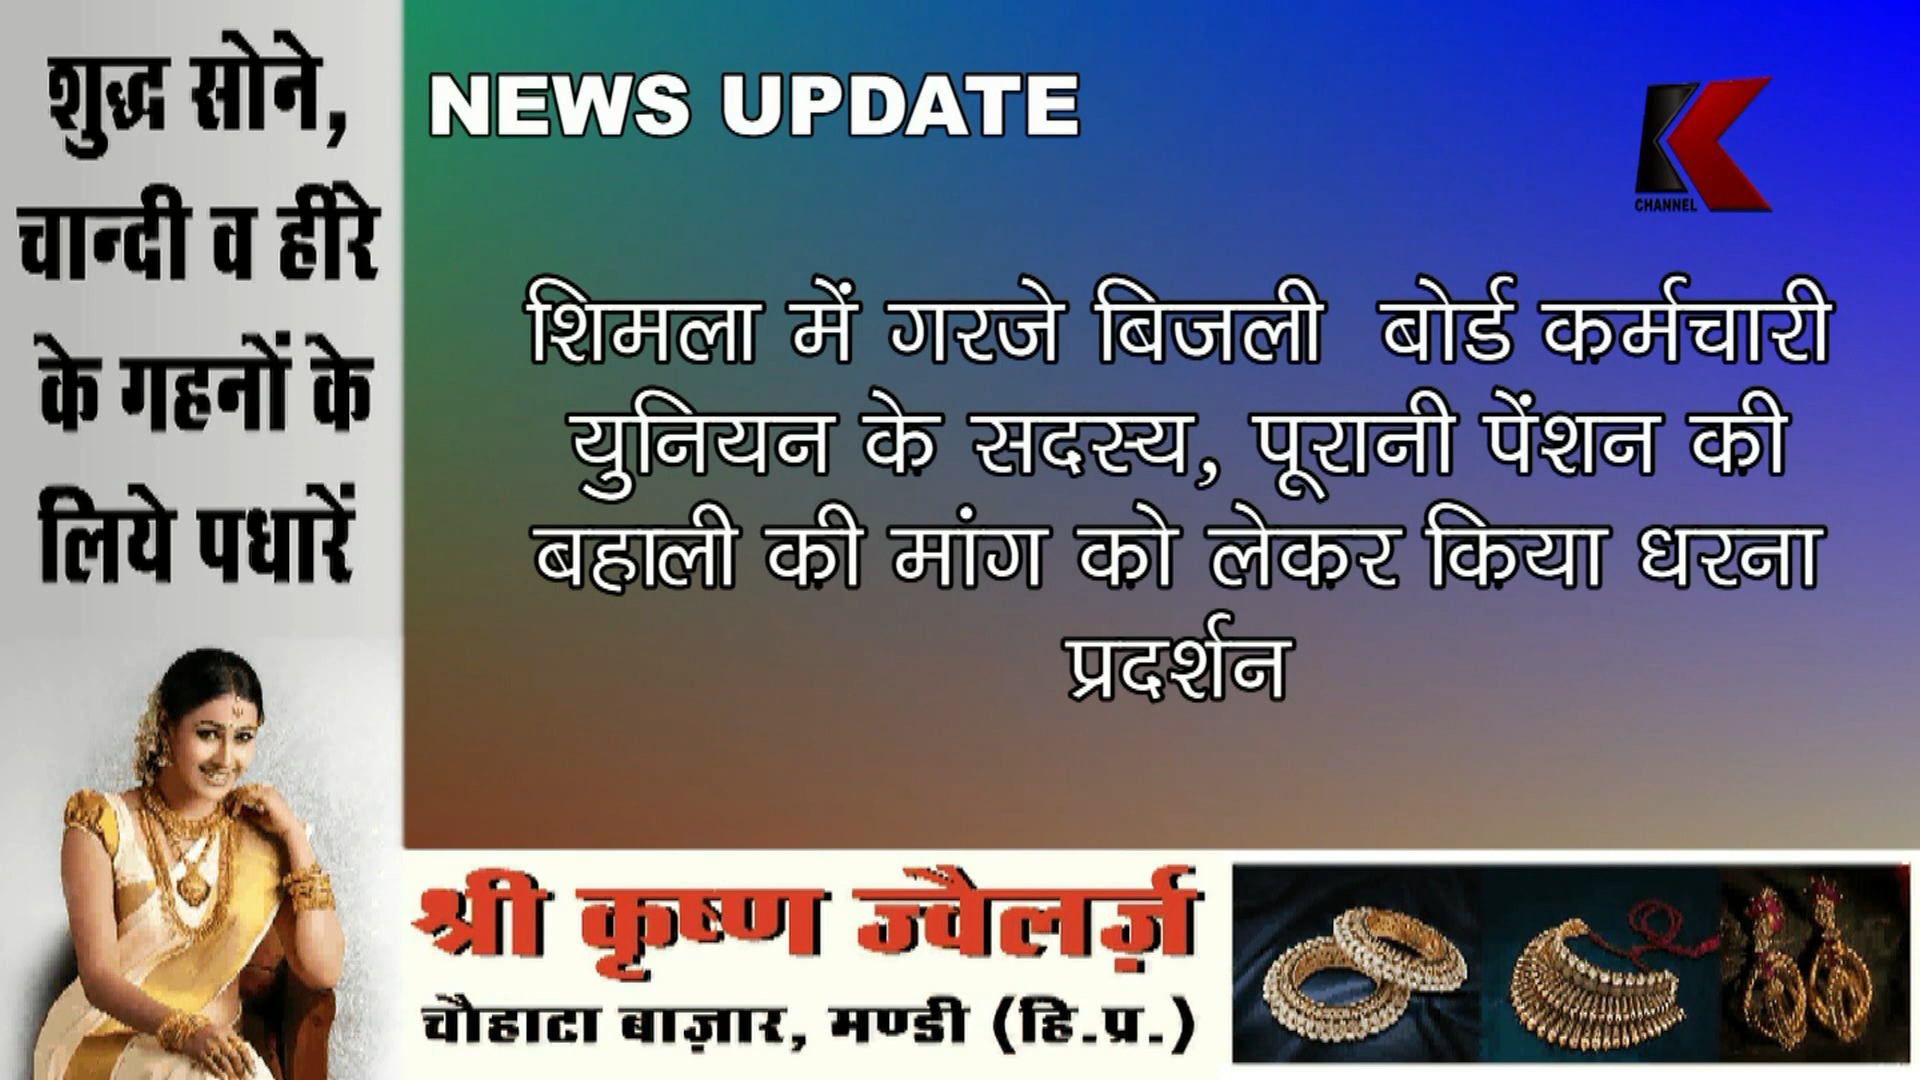 शुद्ध सोने,
चान्दी व हीरे
के गहनों के
लिये पधारें
NEWS UPDATE
K
CHANNEL
शिमला में गरजे बिजली बोर्ड कर्मचारी
युनियन के सदस्य, पूरानी पेंशन की
बहाली की मांग को लेकर किया धरना
प्रदर्शन
श्री कृष्ण ज्वैलर्ज़
चौहाटा बाज़ार, मण्डी (हि.प्र.)